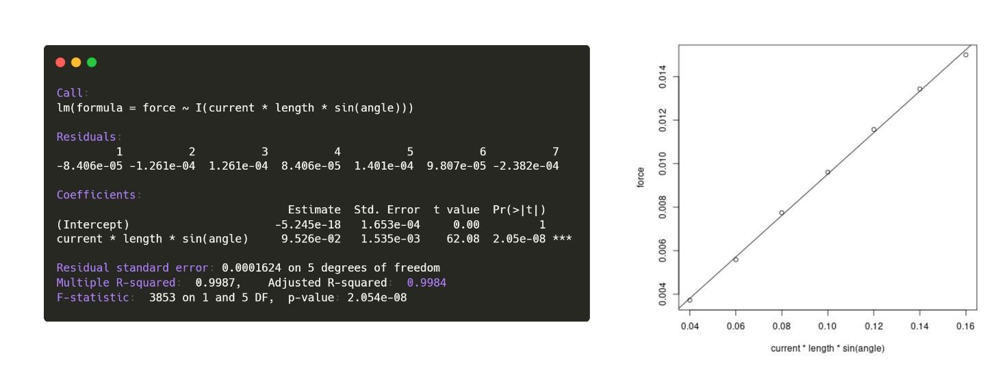 Call:
lm(formula = force ~ I(current * length * sin(angle)))
Residuals:
1 2 3 4 5 6 7
-8.406e-05 -1.261e-04 1.261e-04 8.406e-05 1.401e-04 9.807e-05 -2.382e-04
Coefficients:
Estimate Std. Error t value Pr(>|t|)
(Intercept) -5.245e-18 1.653e-04 0.00 1
current * length * sin(angle) 9.526e-02 1.535e-03 62.08 2.05e-08 ***
Residual standard error: 0.0001624 on 5 degrees of freedom
Multiple R-squared: 0.9987, Adjusted R-squared: 0.9984
F-statistic: 3853 on 1 and 5 DF, p-value: 2.054e-08
force
0.014
0.012
0.010
0.008
0.006
0.004
0.04 0.06 0.08 0.10 0.12 0.14 0.16
current * length * sin(angle)